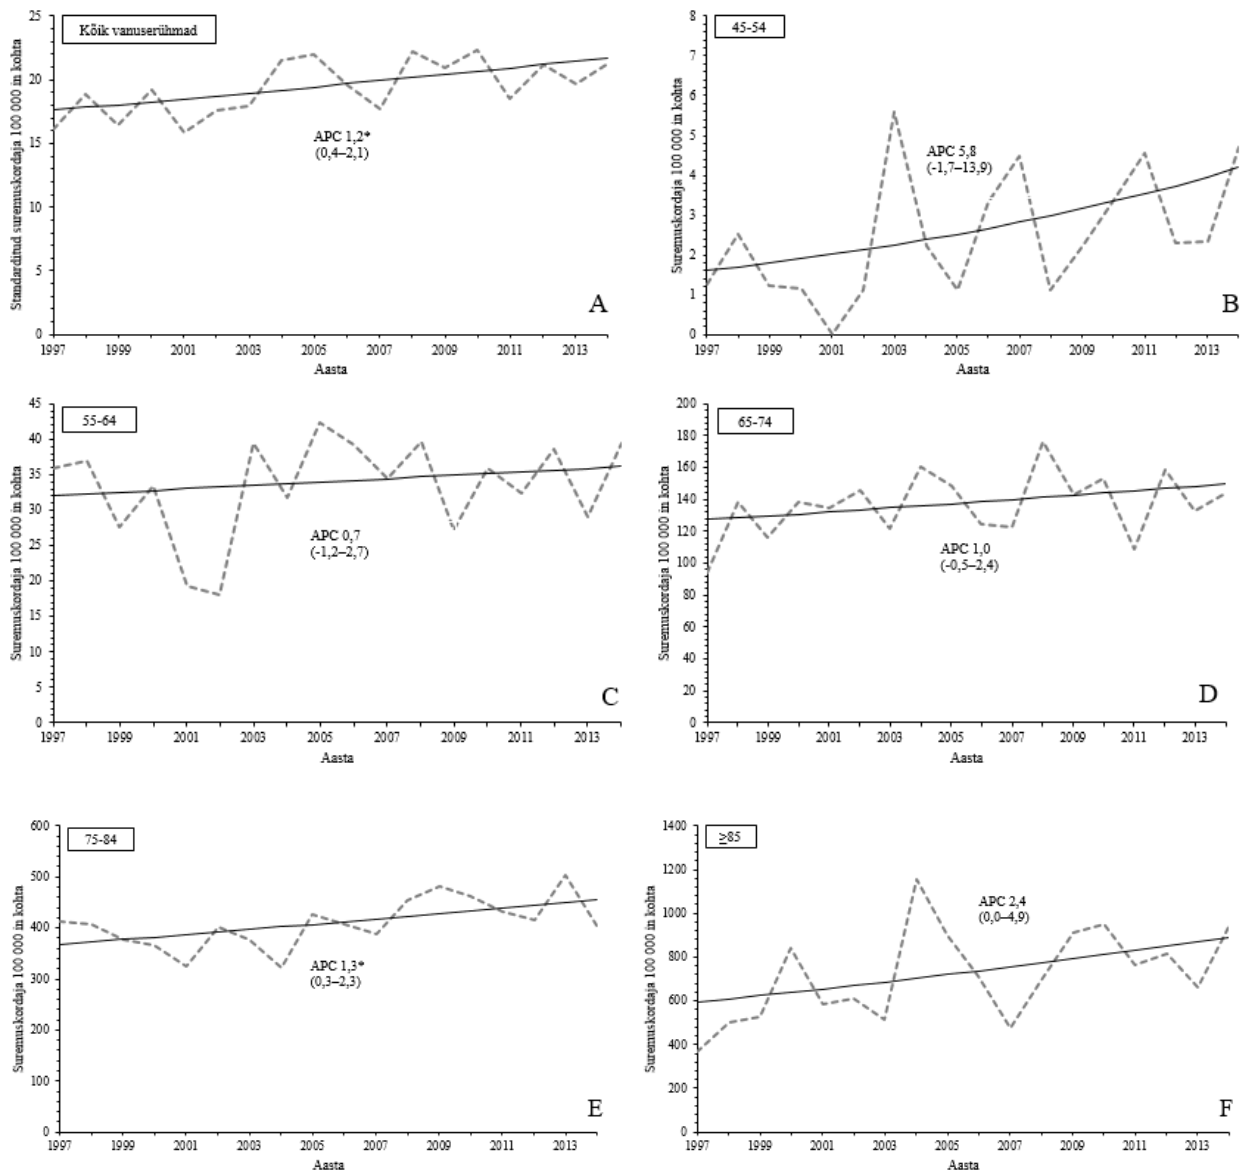 Kõik vanuserühmad
Standarditud suremuskordaja 100 000 in kohta
25
20
15
10
5
0
APC 1,2*
(0,4–2,1)
A
1997 1999 2001 2003 2005 2007 2009 2011 2013
Aasta
45-54
Suremuskordaja 100 000 in kohta
8
7
6
5
4
3
2
1
0
APC 5,8
(-1,7–13,9)
B
1997 1999 2001 2003 2005 2007 2009 2011 2013
Aasta
55-64
Suremuskordaja 100 000 in kohta
45
40
35
30
25
20
15
10
5
0
APC 0,7
(-1,2–2,7)
C
1997 1999 2001 2003 2005 2007 2009 2011 2013
Aasta
65-74
Suremuskordaja 100 000 in kohta
200
180
160
140
120
100
80
60
40
20
0
APC 1,0
(-0,5–2,4)
D
1997 1999 2001 2003 2005 2007 2009 2011 2013
Aasta
75-84
Suremuskordaja 100 000 in kohta
600
500
400
300
200
100
0
APC 1,3*
(0,3–2,3)
E
1997 1999 2001 2003 2005 2007 2009 2011 2013
Aasta
≥85
Suremuskordaja 100 000 in kohta
1400
1200
1000
800
600
400
200
0
APC 2,4
(0,0–4,9)
F
1997 1999 2001 2003 2005 2007 2009 2011 2013
Aasta